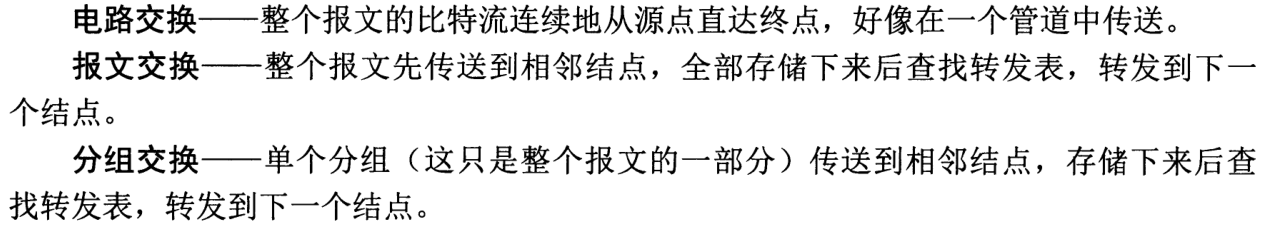 电路交换——整个报文的比特流连续地从源点直达终点，好像在一个管道中传送。
报文交换——整个报文先传送到相邻结点，全部存储下来后查找转发表，转发到下一
个结点。
分组交换——单个分组（这只是整个报文的一部分）传送到相邻结点，存储下来后查
找转发表，转发到下一个结点。